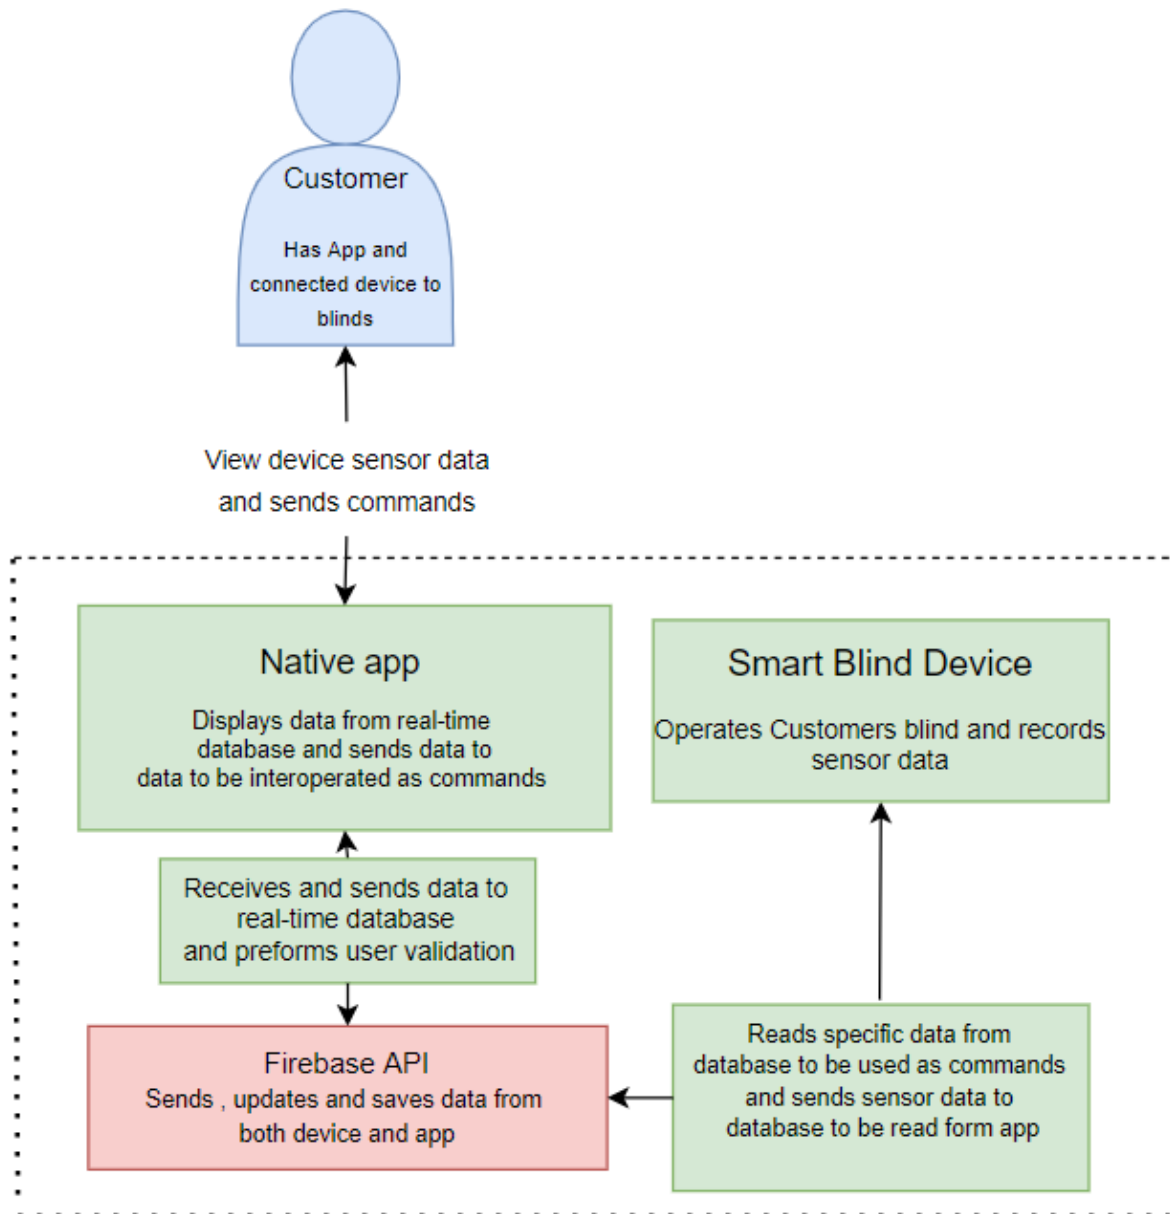 Customer
Has App and
connected device to
blinds
View device sensor data
and sends commands
Native app
Displays data from real-time
database and sends data to
data to be interoperated as commands
Smart Blind Device
Operates Customers blind and records
sensor data
Receives and sends data to
real-time database
and preforms user validation
Firebase API
Sends , updates and saves data from
both device and app
Reads specific data from
database to be used as commands
and sends sensor data to
database to be read form app